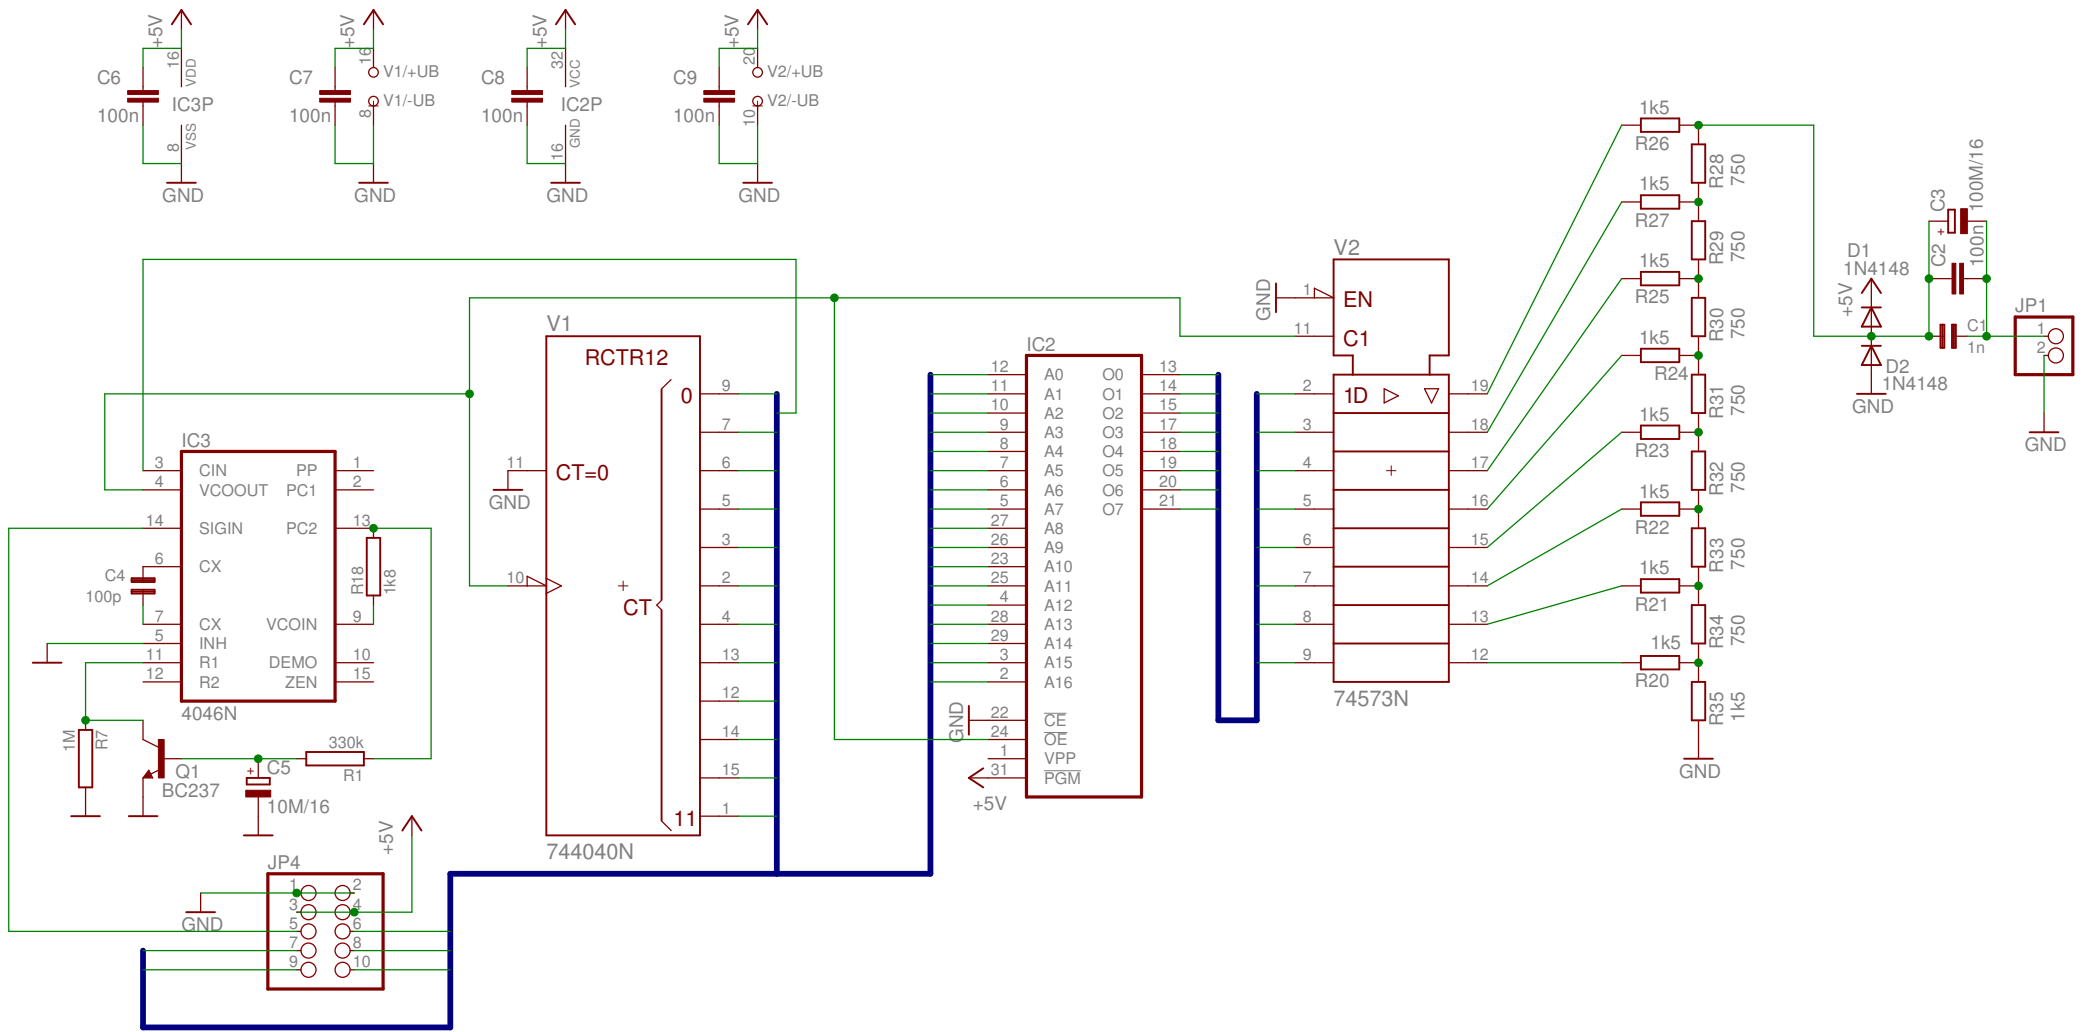 +5V
16
VDD
C6
IC3P
100n
VSS
8
GND
+5V
16
C7
V1/+UB
V1/-UB
100n
8
GND
+5V
32
VCC
C8
IC2P
100n
GND
16
GND
+5V
20
C9
V2/+UB
V2/-UB
100n
10
GND
IC3
3 CIN PP 1
4 VCOOUT PC1 2
14 SIGIN PC2 13
6 CX
7 CX VCOIN 9
5 INH
11 R1 DEMO 10
12 R2 ZEN 15
4046N
C4
100p
R18
1k8
1M
R7
Q1
BC237
C5
+
10M/16
330k
R1
V1
RCTR12
0 9
7
6
5
3
2
4
13
12
14
15
11 1
11 CT=0
GND
10
+
CT
744040N
JP4
1 2
3 4
5 6
7 8
9 10
GND
+5V
IC2
12 A0 O0 13
11 A1 O1 14
10 A2 O2 15
9 A3 O3 17
8 A4 O4 18
7 A5 O5 19
6 A6 O6 20
5 A7 O7 21
27 A8
26 A9
23 A10
25 A11
4 A12
28 A13
29 A14
3 A15
2 A16
22 CE
24 OE
1 VPP
31 PGM
GND
+5V
V2
GND
1 EN
11 C1
2 1D 19
3 18
4 + 17
5 16
6 15
7 14
8 13
9 12
74573N
1k5
R26
1k5
R27
1k5
R25
1k5
R24
1k5
R23
1k5
R22
1k5
R21
1k5
R20
R28
750
R29
750
R30
750
R31
750
R32
750
R33
750
R34
750
R35
1k5
GND
D1
1N4148
+5V
D2
1N4148
GND
C3
100M/16
+
C2
100n
C1
1n
JP1
1
2
GND